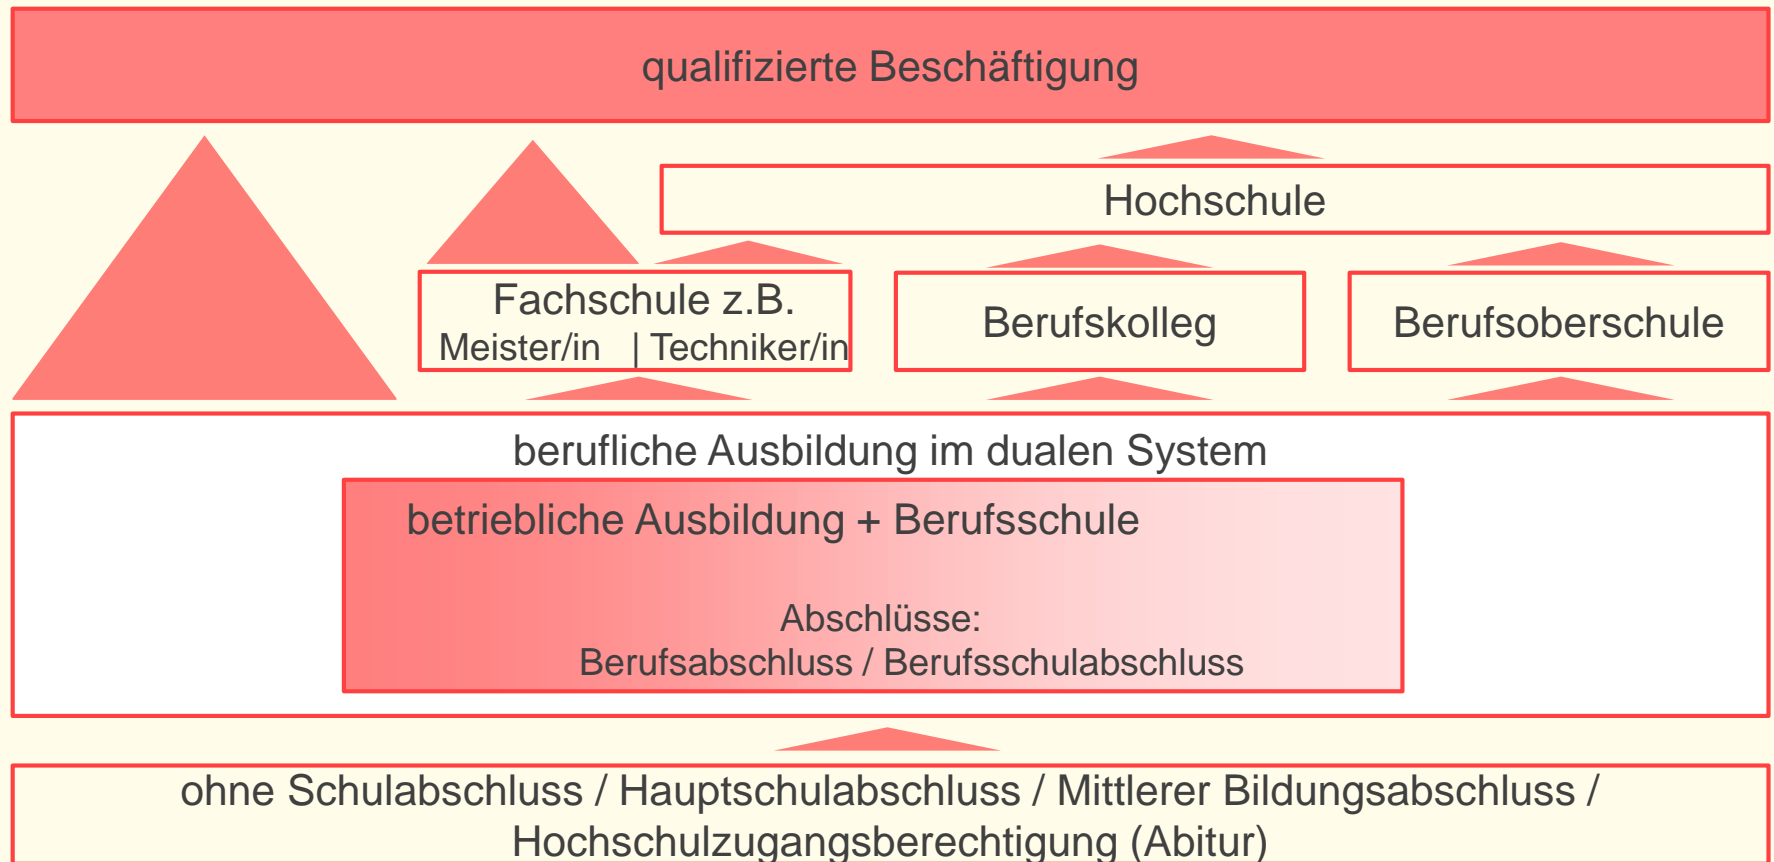 qualifizierte Beschäftigung
Hochschule
Fachschule z.B.
Meister/in | Techniker/in
Berufskolleg
Berufsoberschule
berufliche Ausbildung im dualen System
betriebliche Ausbildung + Berufsschule
Abschlüsse:
Berufsabschluss / Berufsschulabschluss
ohne Schulabschluss / Hauptschulabschluss / Mittlerer Bildungsabschluss /
Hochschulzugangsberechtigung (Abitur)